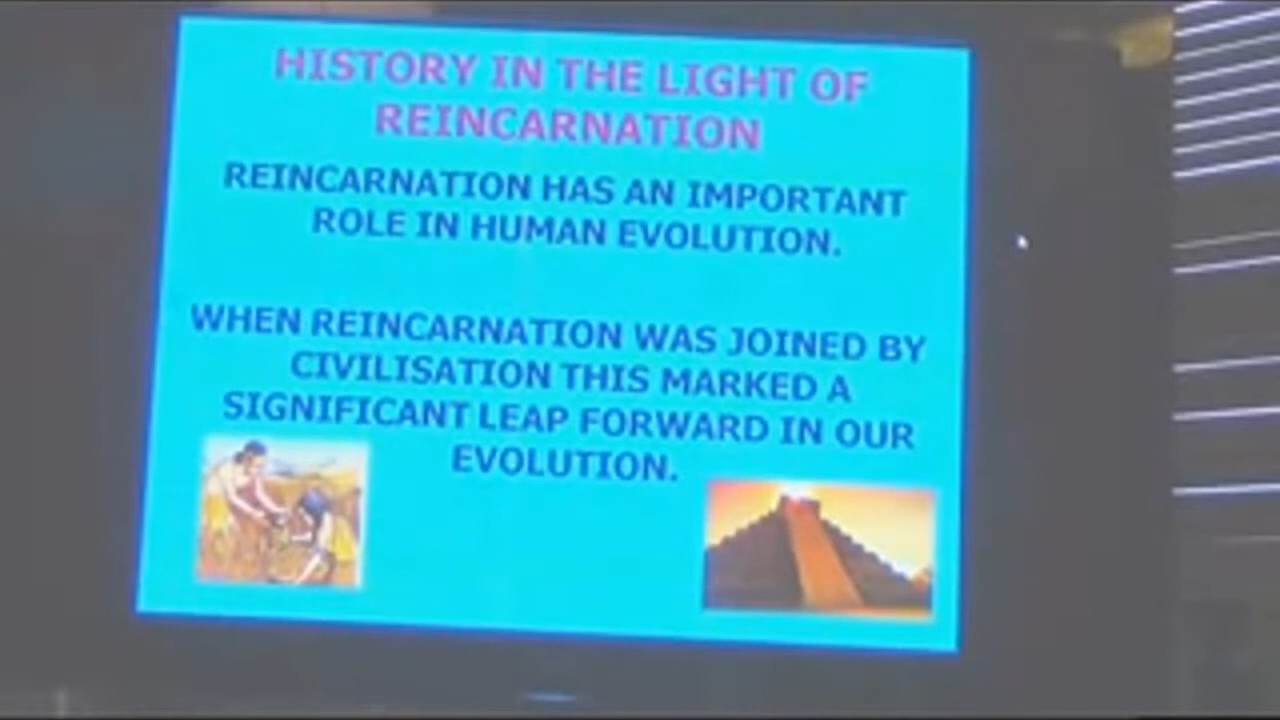 HISTORY IN THE LIGHT OF
REINCARNATION
REINCARNATION HAS AN IMPORTANT
ROLE IN HUMAN EVOLUTION.
WHEN REINCARNATION WAS JOINED BY
CIVILISATION THIS MARKED A
SIGNIFICANT LEAP FORWARD IN OUR
EVOLUTION.